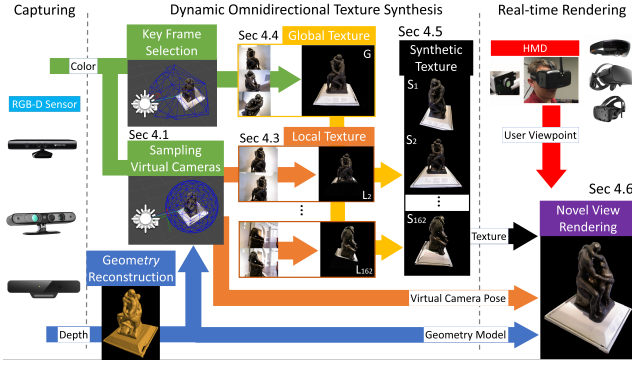 Capturing
Dynamic Omnidirectional Texture Synthesis
Real-time Rendering
Key Frame
Selection
Sec 4.4
Global Texture
Sec 4.5
Synthetic
Texture
HMD
Color
G
RGB-D Sensor
S1
Sec 4.1
Sampling
Virtual Cameras
Sec 4.3
Local Texture
User Viewpoint
S2
L2
Sec 4.6
Novel View
Rendering
S162
Texture
Geometry
Reconstruction
L162
Virtual Camera Pose
Depth
Geometry Model